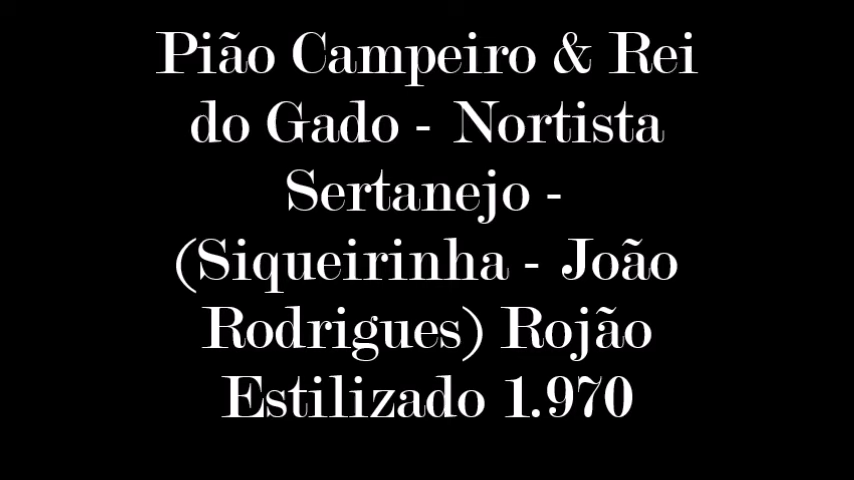 Pião Campeiro & Rei
do Gado - Nortista
Sertanejo -
(Siqueirinha - João
Rodrigues) Rojão
Estilizado 1.970